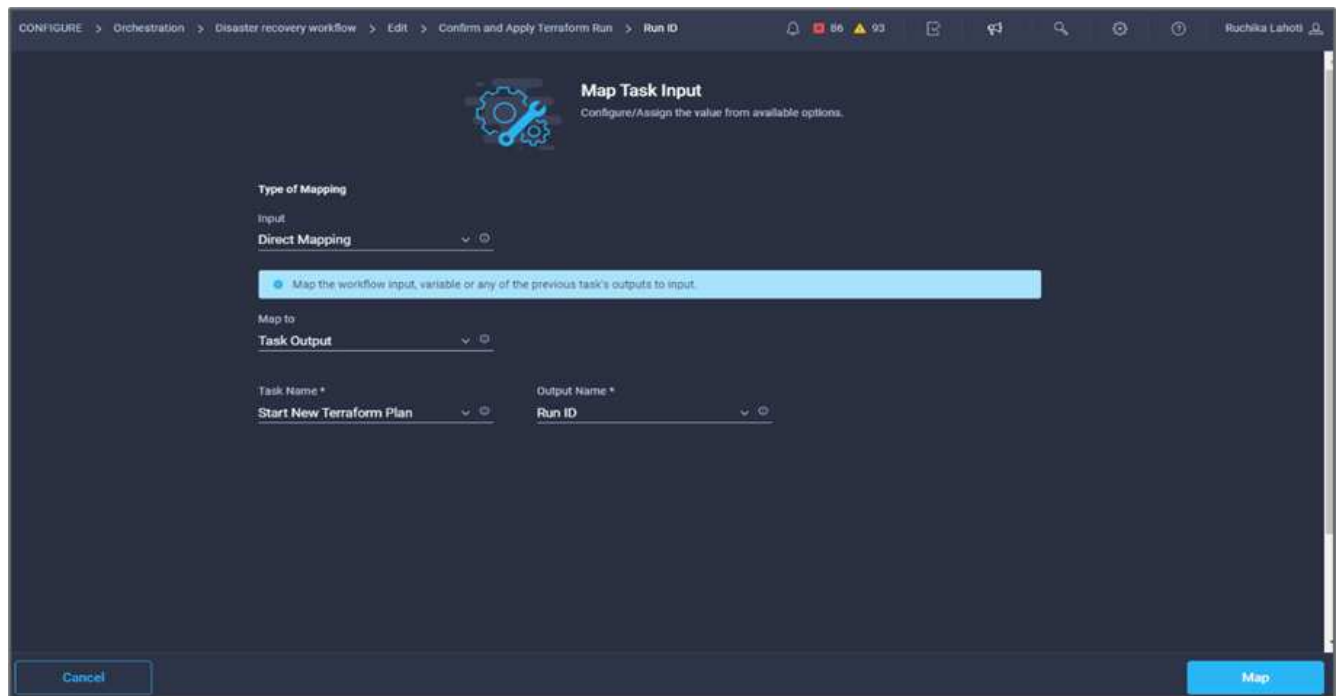 CONFIGURE > Orchestration > Disaster recovery workflow > Edit > Confirm and Apply Terraform Run > Run ID 86 93 Ruchika Lahoti
Map Task Input
Configure/Assign the value from available options.
Type of Mapping
Input
Direct Mapping
Map the workflow input, variable or any of the previous task's outputs to input.
Map to
Task Output
Task Name * Output Name *
Start New Terraform Plan Run ID
Cancel Map